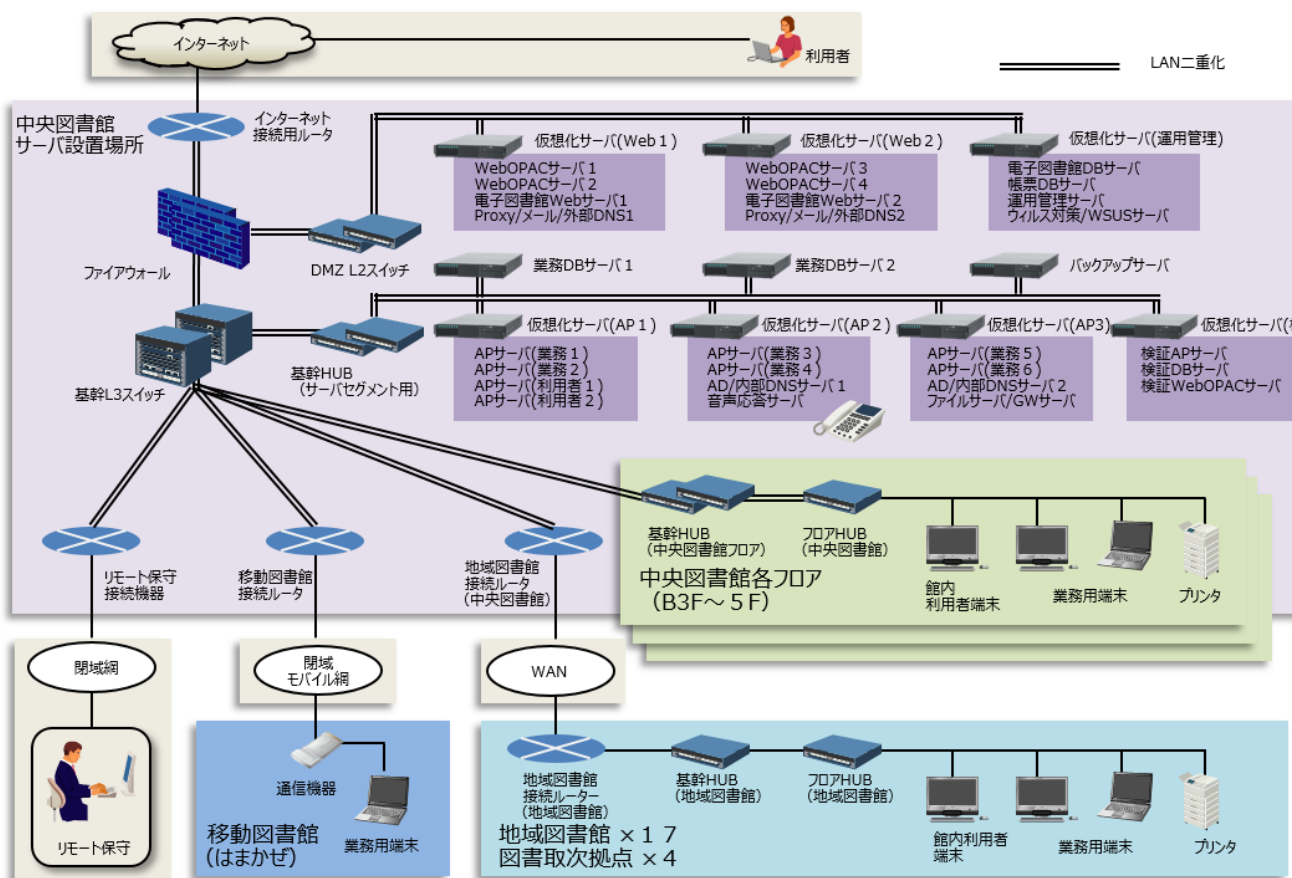 インターネット
利用者
LAN二重化
中央図書館
サーバ設置場所
インターネット
接続用ルータ
仮想化サーバ(Web１)
WebOPACサーバ１
WebOPACサーバ２
電子図書館Webサーバ1
Proxy/メール/外部DNS1
仮想化サーバ(Web２)
WebOPACサーバ３
WebOPACサーバ４
電子図書館Webサーバ２
Proxy/メール/外部DNS2
仮想化サーバ(運用管理)
電子図書館DBサーバ
帳票DBサーバ
運用管理サーバ
ウィルス対策/WSUSサーバ
ファイアウォール
DMZ L2スイッチ
業務DBサーバ１
業務DBサーバ２
バックアップサーバ
基幹L3スイッチ
基幹HUB
（サーバセグメント用）
仮想化サーバ(AP１)
APサーバ(業務１)
APサーバ(業務２)
APサーバ(利用者１)
APサーバ(利用者２)
仮想化サーバ(AP２)
APサーバ(業務３)
APサーバ(業務４)
AD/内部DNSサーバ１
音声応答サーバ
仮想化サーバ(AP3)
APサーバ(業務５)
APサーバ(業務６)
AD/内部DNSサーバ２
ファイルサーバ/GWサーバ
仮想化サーバ(
検証APサーバ
検証DBサーバ
検証WebOPACサーバ
リモート保守
接続機器
移動図書館
接続ルータ
地域図書館
接続ルータ
（中央図書館）
基幹HUB
（中央図書館フロア）
フロアHUB
（中央図書館）
中央図書館各フロア
（B3F～５F）
館内
利用者端末
業務用端末
プリンタ
閉域網
閉域
モバイル網
WAN
リモート保守
通信機器
業務用端末
移動図書館
（はまかぜ）
地域図書館
接続ルーター
（地域図書館）
基幹HUB
（地域図書館）
フロアHUB
（地域図書館）
地域図書館×１７
図書取次拠点×４
館内利用者
端末
業務用端末
プリンタ